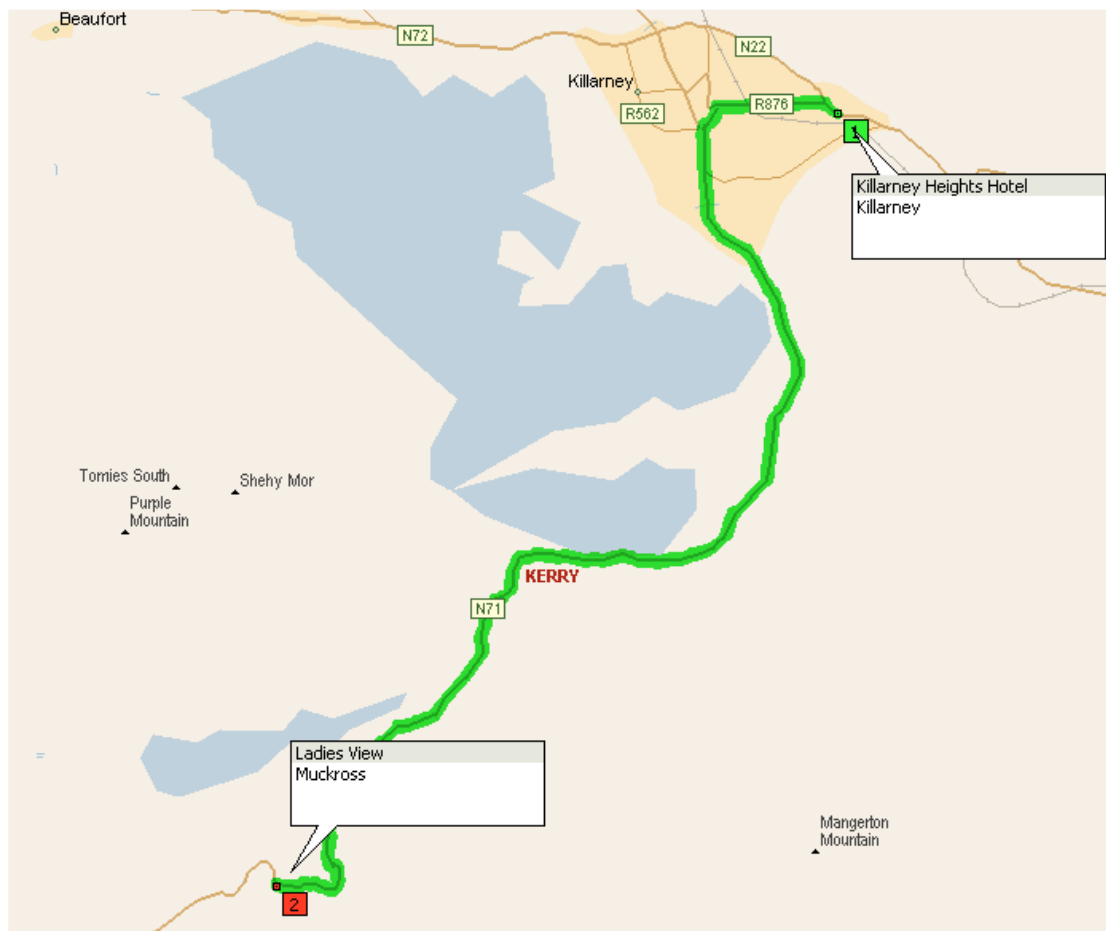 Beaufort
N72
N22
Killarney
R876
R562
1
Killarney Heights Hotel
Killarney
Tomies South
Shehy Mor
Purple
Mountain
KERRY
N71
Ladies View
Muckross
Mangerton
Mountain
2